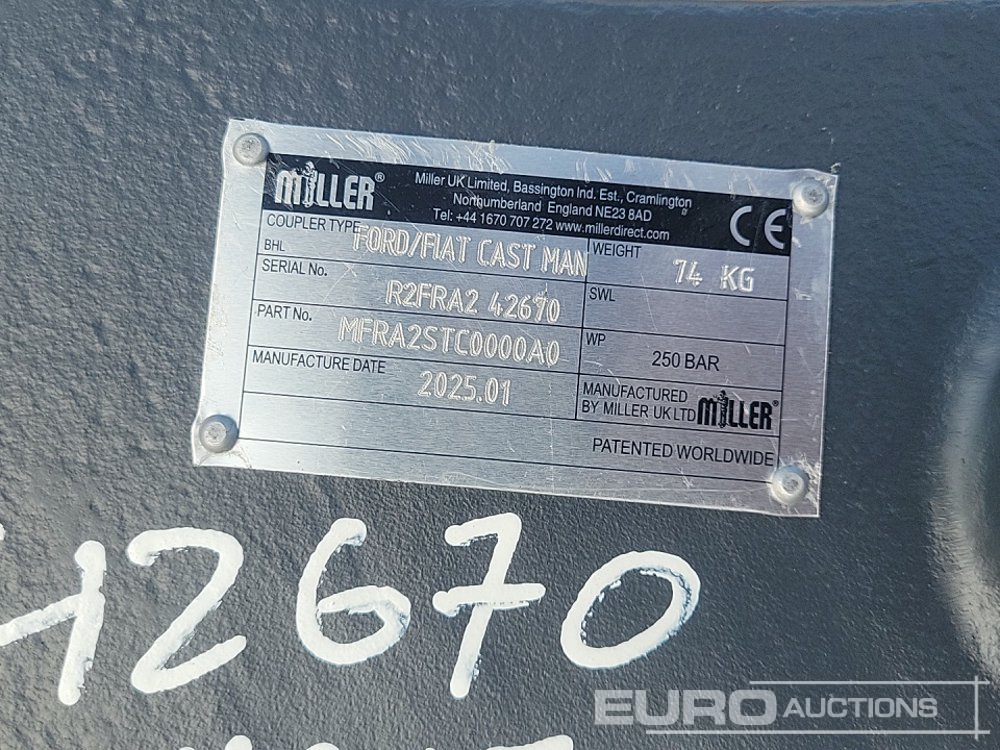 MILLER®
Miller UK Limited, Bassington Ind. Est., Cramlington
Northumberland England NE23 8AD
Tel: +44 1670 707 272 www.millerdirect.com
CE
COUPLER TYPE FORD/FIAT CAST MAN
BHL
WEIGHT 74 KG
SERIAL No. R2FRA2 42670
SWL
PART No. MFRA2STC0000A0
WP 250 BAR
MANUFACTURE DATE 2025.01
MANUFACTURED
BY MILLER UK LTD MILLER®
PATENTED WORLDWIDE
42670
EURO AUCTIONS